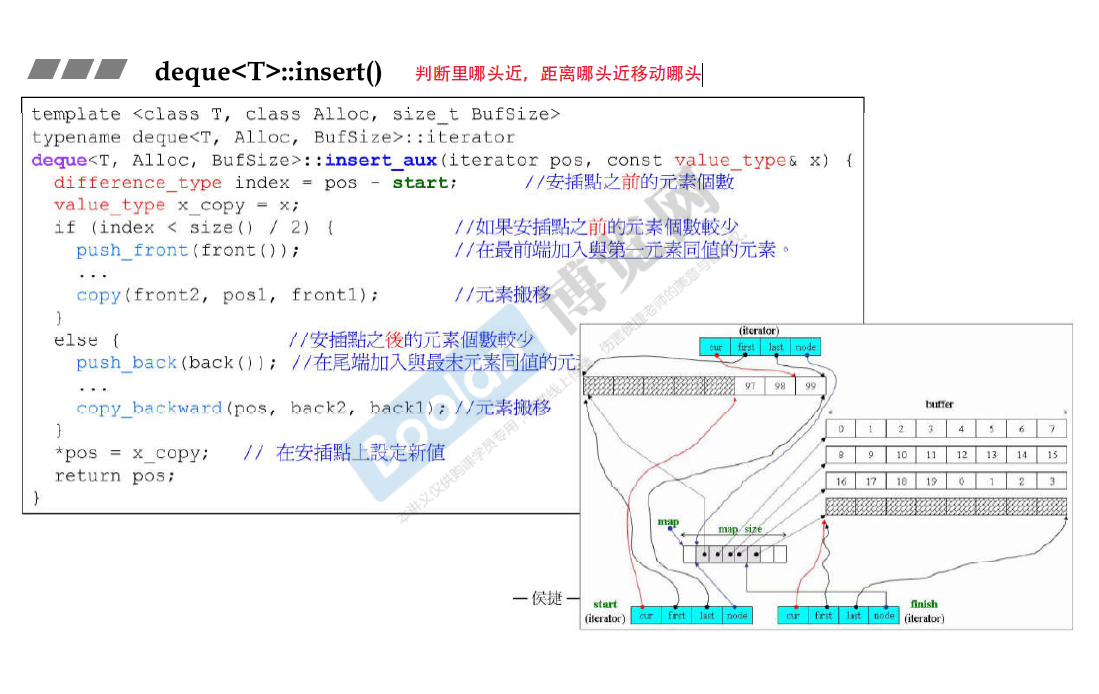 deque<T>::insert()
判断里哪头近，距离哪头近移动哪头
template <class T, class Alloc, size_t BufSize>
typename deque<T, Alloc, BufSize>::iterator
deque<T, Alloc, BufSize>::insert_aux(iterator pos, const value_type& x) {
difference_type index = pos - start; //安插點之前的元素個數
value_type x_copy = x;
if (index < size() / 2) { //如果安插點之前的元素個數較少
push_front(front()); //在最前端加入與第一元素同值的元素。
...
copy(front2, pos1, front1); //元素搬移
}
else { //安插點之後的元素個數較少
push_back(back()); //在尾端加入與最末元素同值的元
...
copy_backward(pos, back2, back1); //元素搬移
}
*pos = x_copy; // 在安插點上設定新值
return pos;
}
(iterator)
cur first last node
97 98 99
buffer
0 1 2 3 4 5 6 7
8 9 10 11 12 13 14 15
16 17 18 19 0 1 2 3
map
map size
start
(iterator)
cur first last node
cur first last node
finish
(iterator)
— 侯捷 —
Boolan 博览网